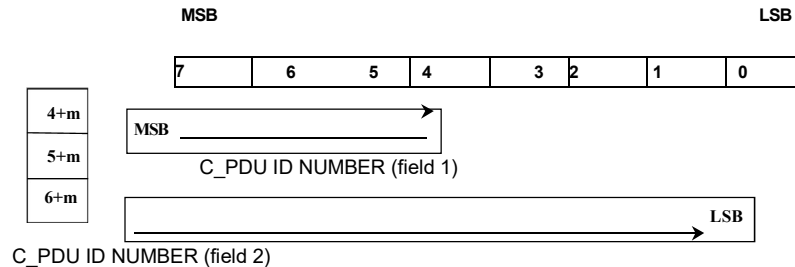 MSB LSB
7 6 5 4 3 2 1 0
4+m
MSB
5+m
C_PDU ID NUMBER (field 1)
6+m
LSB
C_PDU ID NUMBER (field 2)